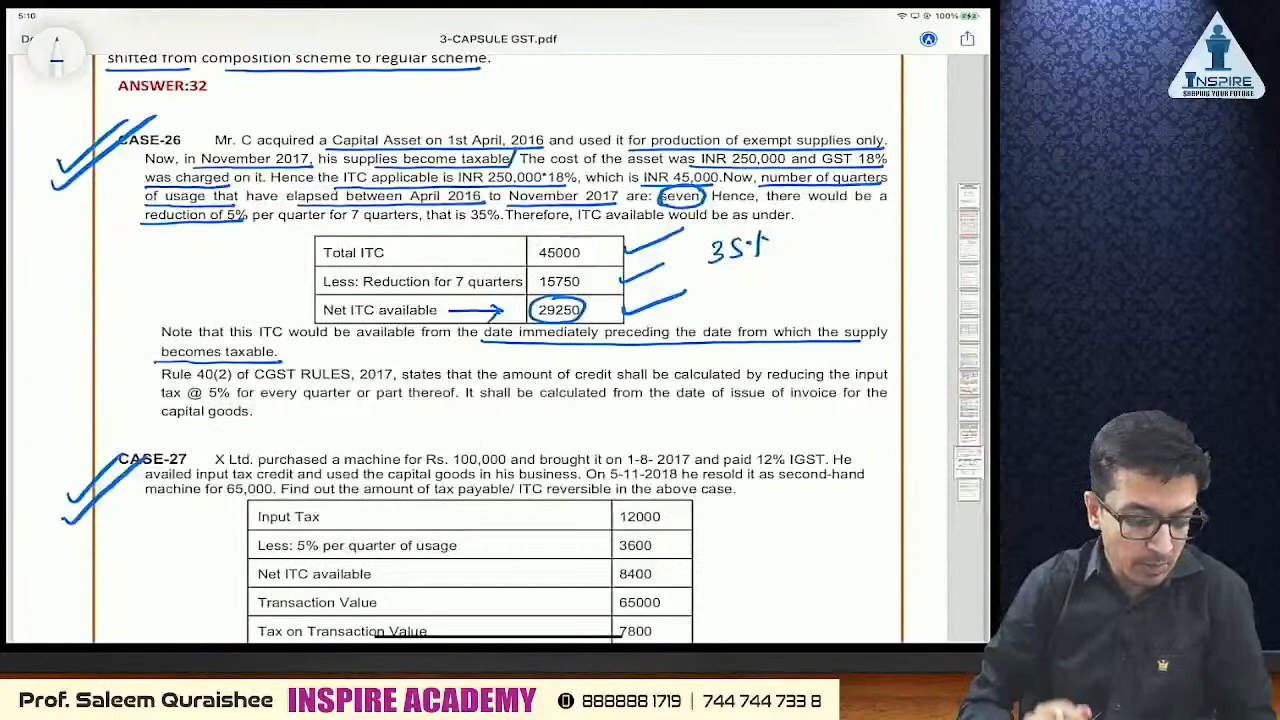 5:10
100%
3-CAPSULE GST.pdf
shifted from composition scheme to regular scheme.
ANSWER:32
CASE-26 Mr. C acquired a Capital Asset on 1st April, 2016 and used it for production of exempt supplies only.
Now, in November 2017, his supplies become taxable The cost of the asset was INR 250,000 and GST 18%
was charged on it. Hence the ITC applicable is INR 250,000*18%, which is INR 45,000.Now, number of quarters
of usage that have elapsed between April 2016 to November 2017 are: seven Hence, there would be a
reduction of 5% per quarter for 7 quarters, that is 35%.Therefore, ITC available would be as under.
Total ITC 45000
35%
Less: Reduction for 7 quarters 15750
Net ITC available 29250
Note that this ITC would be available from the date immediately preceding the date from which the supply
becomes taxable.
Rule 40(2) of CGST RULES, 2017, states that the amount of credit shall be calculated by reducing the input
tax @ 5% for every quarter or part thereof. It shall be calculated from the date of issue of invoice for the
capital goods.
CASE-27 X Ltd. purchased a machine for Rs. 100,000 and brought it on 1-8- 2017 and paid 12% IGST. He
availed input tax credit and used the capital goods in his business. On 5-11-2018 he resold it as second-hand
machine for 65,000. Find out the amount of tax payable/ ITC reversible in the above case.
Input Tax 12000
Less: 5% per quarter of usage 3600
Net ITC available 8400
Transaction Value 65000
Tax on Transaction Value 7800
INSPIRE
SHAPING YOUR FUTURE
Prof. Saleem Quraishee INSPIRE ACADEMY 888888 1719 | 744 744 733 8